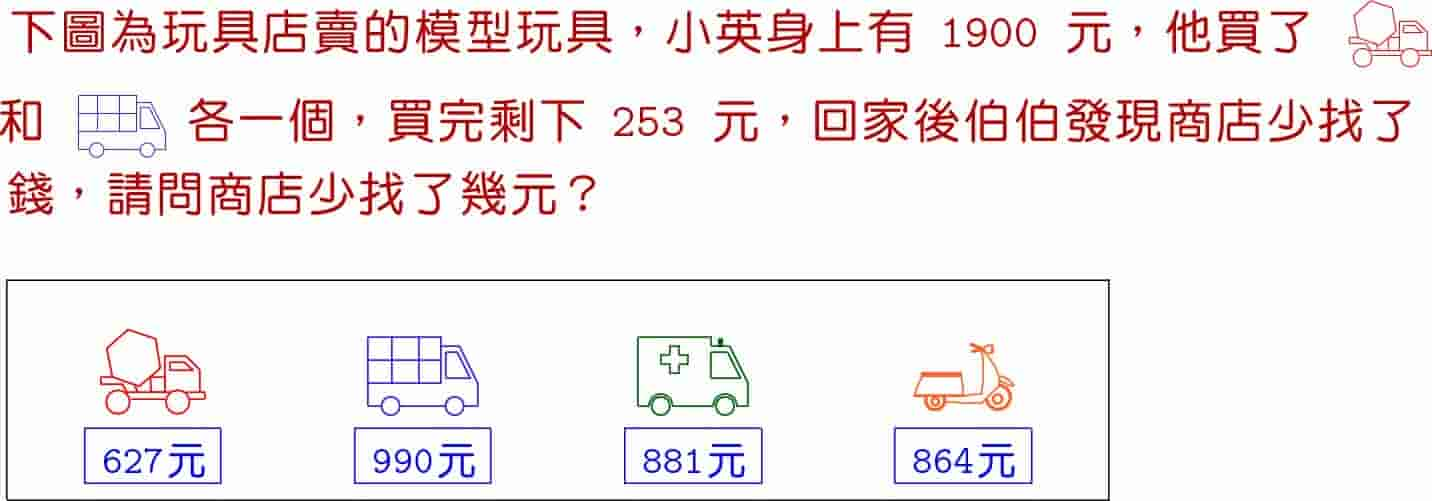 下圖為玩具店賣的模型玩具，小英身上有 1900 元，他買了
和 各一個，買完剩下 253 元，回家後伯伯發現商店少找了
錢，請問商店少找了幾元？
627元 990元 881元 864元